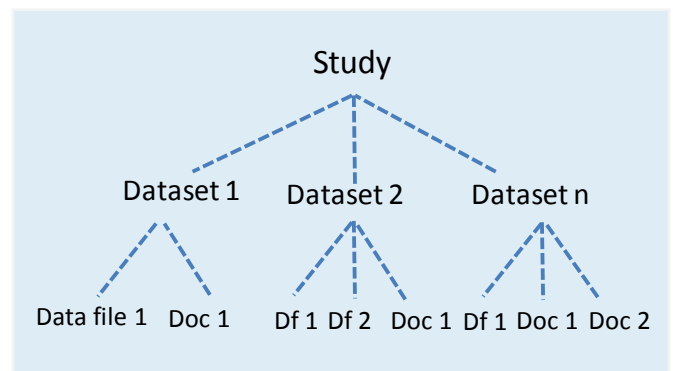 Study
Dataset 1 Dataset 2 Dataset n
Data file 1 Doc 1 Df 1 Df 2 Doc 1 Df 1 Doc 1 Doc 2